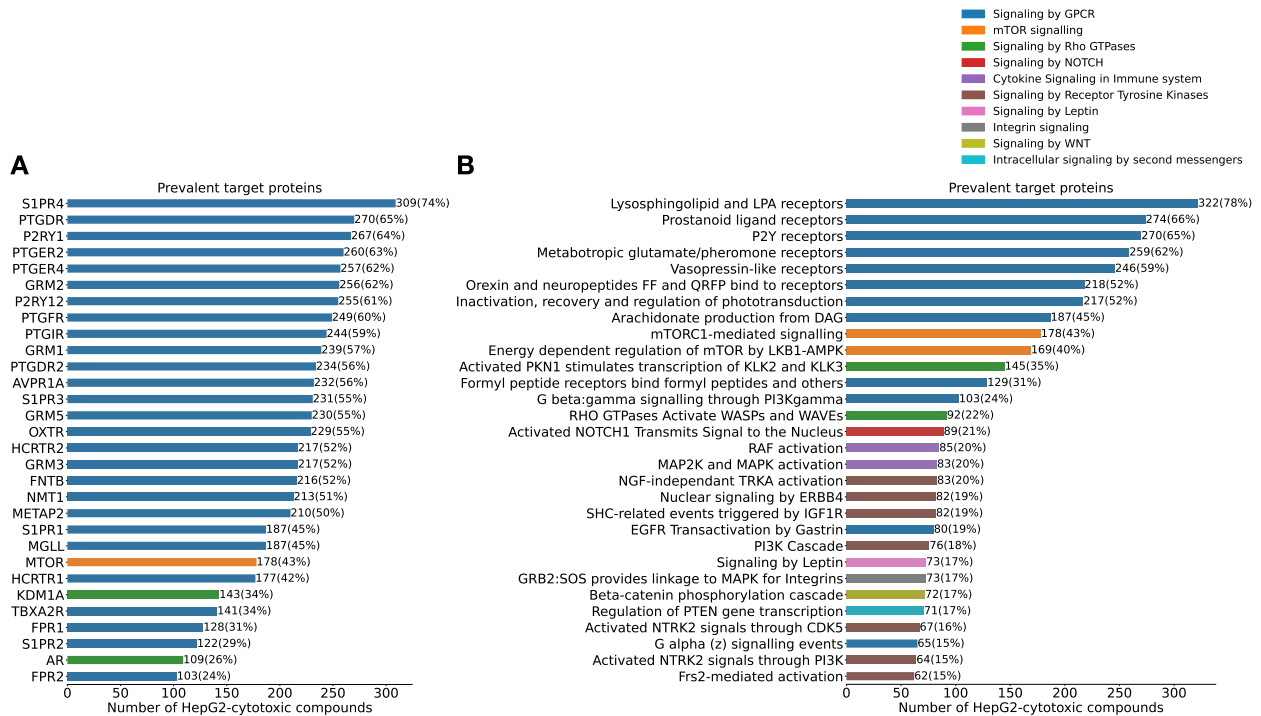 Signaling by GPCR
mTOR signalling
Signaling by Rho GTPases
Signaling by NOTCH
Cytokine Signaling in Immune system
Signaling by Receptor Tyrosine Kinases
Signaling by Leptin
Integrin signaling
Signaling by WNT
Intracellular signaling by second messengers
A
Prevalent target proteins
S1PR4 309(74%)
PTGDR 270(65%)
P2RY1 267(64%)
PTGER2 260(63%)
PTGER4 257(62%)
GRM2 256(62%)
P2RY12 255(61%)
PTGFR 249(60%)
PTGIR 244(59%)
GRM1 239(57%)
PTGDR2 234(56%)
AVPR1A 232(56%)
S1PR3 231(55%)
GRM5 230(55%)
OXTR 229(55%)
HCRTR2 217(52%)
GRM3 217(52%)
FNTB 216(52%)
NMT1 213(51%)
METAP2 210(50%)
S1PR1 187(45%)
MGLL 187(45%)
MTOR 178(43%)
HCRTR1 177(42%)
KDM1A 143(34%)
TBXA2R 141(34%)
FPR1 128(31%)
S1PR2 122(29%)
AR 109(26%)
FPR2 103(24%)
0 50 100 150 200 250 300
Number of HepG2-cytotoxic compounds
B
Prevalent target proteins
Lysosphingolipid and LPA receptors 322(78%)
Prostanoid ligand receptors 274(66%)
P2Y receptors 270(65%)
Metabotropic glutamate/pheromone receptors 259(62%)
Vasopressin-like receptors 246(59%)
Orexin and neuropeptides FF and QRFP bind to receptors 218(52%)
Inactivation, recovery and regulation of phototransduction 217(52%)
Arachidonate production from DAG 187(45%)
mTORC1-mediated signalling 178(43%)
Energy dependent regulation of mTOR by LKB1-AMPK 169(40%)
Activated PKN1 stimulates transcription of KLK2 and KLK3 145(35%)
Formyl peptide receptors bind formyl peptides and others 129(31%)
G beta:gamma signalling through PI3Kgamma 103(24%)
RHO GTPases Activate WASPs and WAVEs 92(22%)
Activated NOTCH1 Transmits Signal to the Nucleus 89(21%)
RAF activation 85(20%)
MAP2K and MAPK activation 83(20%)
NGF-independant TRKA activation 83(20%)
Nuclear signaling by ERBB4 82(19%)
SHC-related events triggered by IGF1R 82(19%)
EGFR Transactivation by Gastrin 80(19%)
PI3K Cascade 76(18%)
Signaling by Leptin 73(17%)
GRB2:SOS provides linkage to MAPK for Integrins 73(17%)
Beta-catenin phosphorylation cascade 72(17%)
Regulation of PTEN gene transcription 71(17%)
Activated NTRK2 signals through CDK5 67(16%)
G alpha (z) signalling events 65(15%)
Activated NTRK2 signals through PI3K 64(15%)
Frs2-mediated activation 62(15%)
0 50 100 150 200 250 300
Number of HepG2-cytotoxic compounds